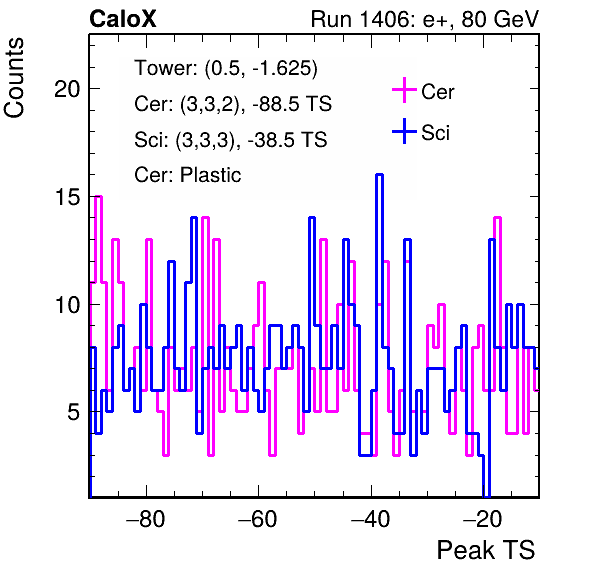 CaloX Run 1406: e+, 80 GeV
Counts
Tower: (0.5, -1.625)
Cer: (3,3,2), -88.5 TS
Sci: (3,3,3), -38.5 TS
Cer: Plastic
Cer
Sci
20
15
10
5
−80 −60 −40 −20
Peak TS